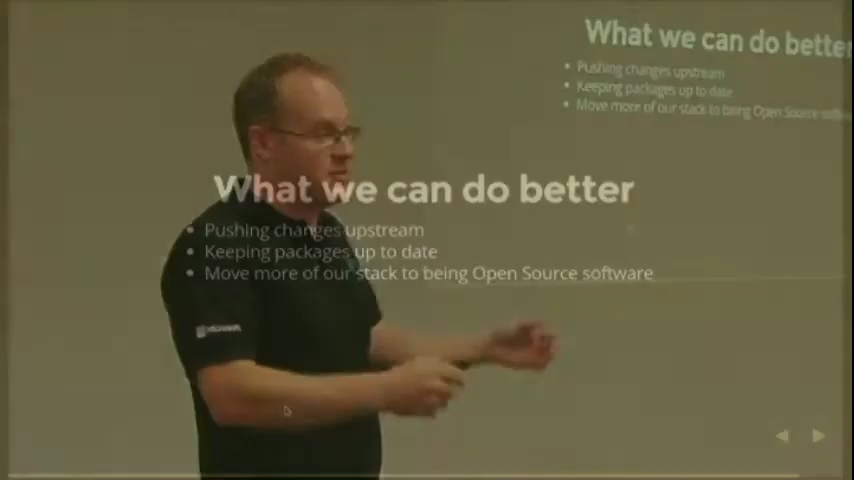 What we can do better
• Pushing changes upstream
• Keeping packages up to date
• Move more of our stack to being Open Source
What we can do better
• Pushing changes upstream
• Keeping packages up to date
• Move more of our stack to being Open Source software